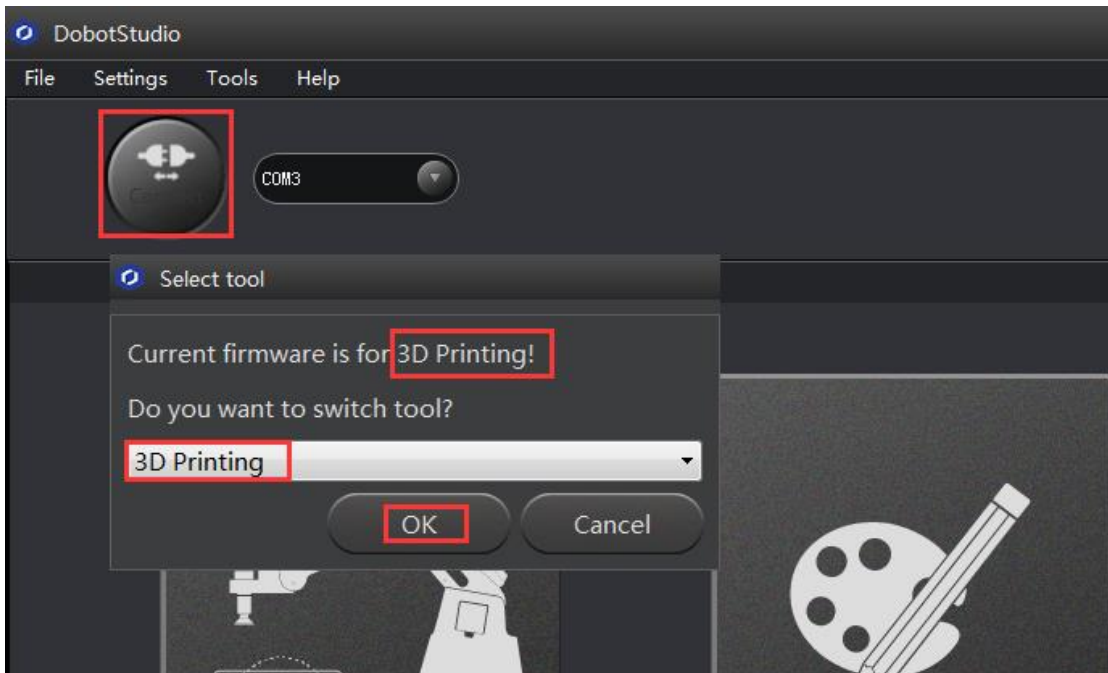 DobotStudio
File Settings Tools Help
COM3
Select tool
Current firmware is for 3D Printing!
Do you want to switch tool?
3D Printing
OK Cancel